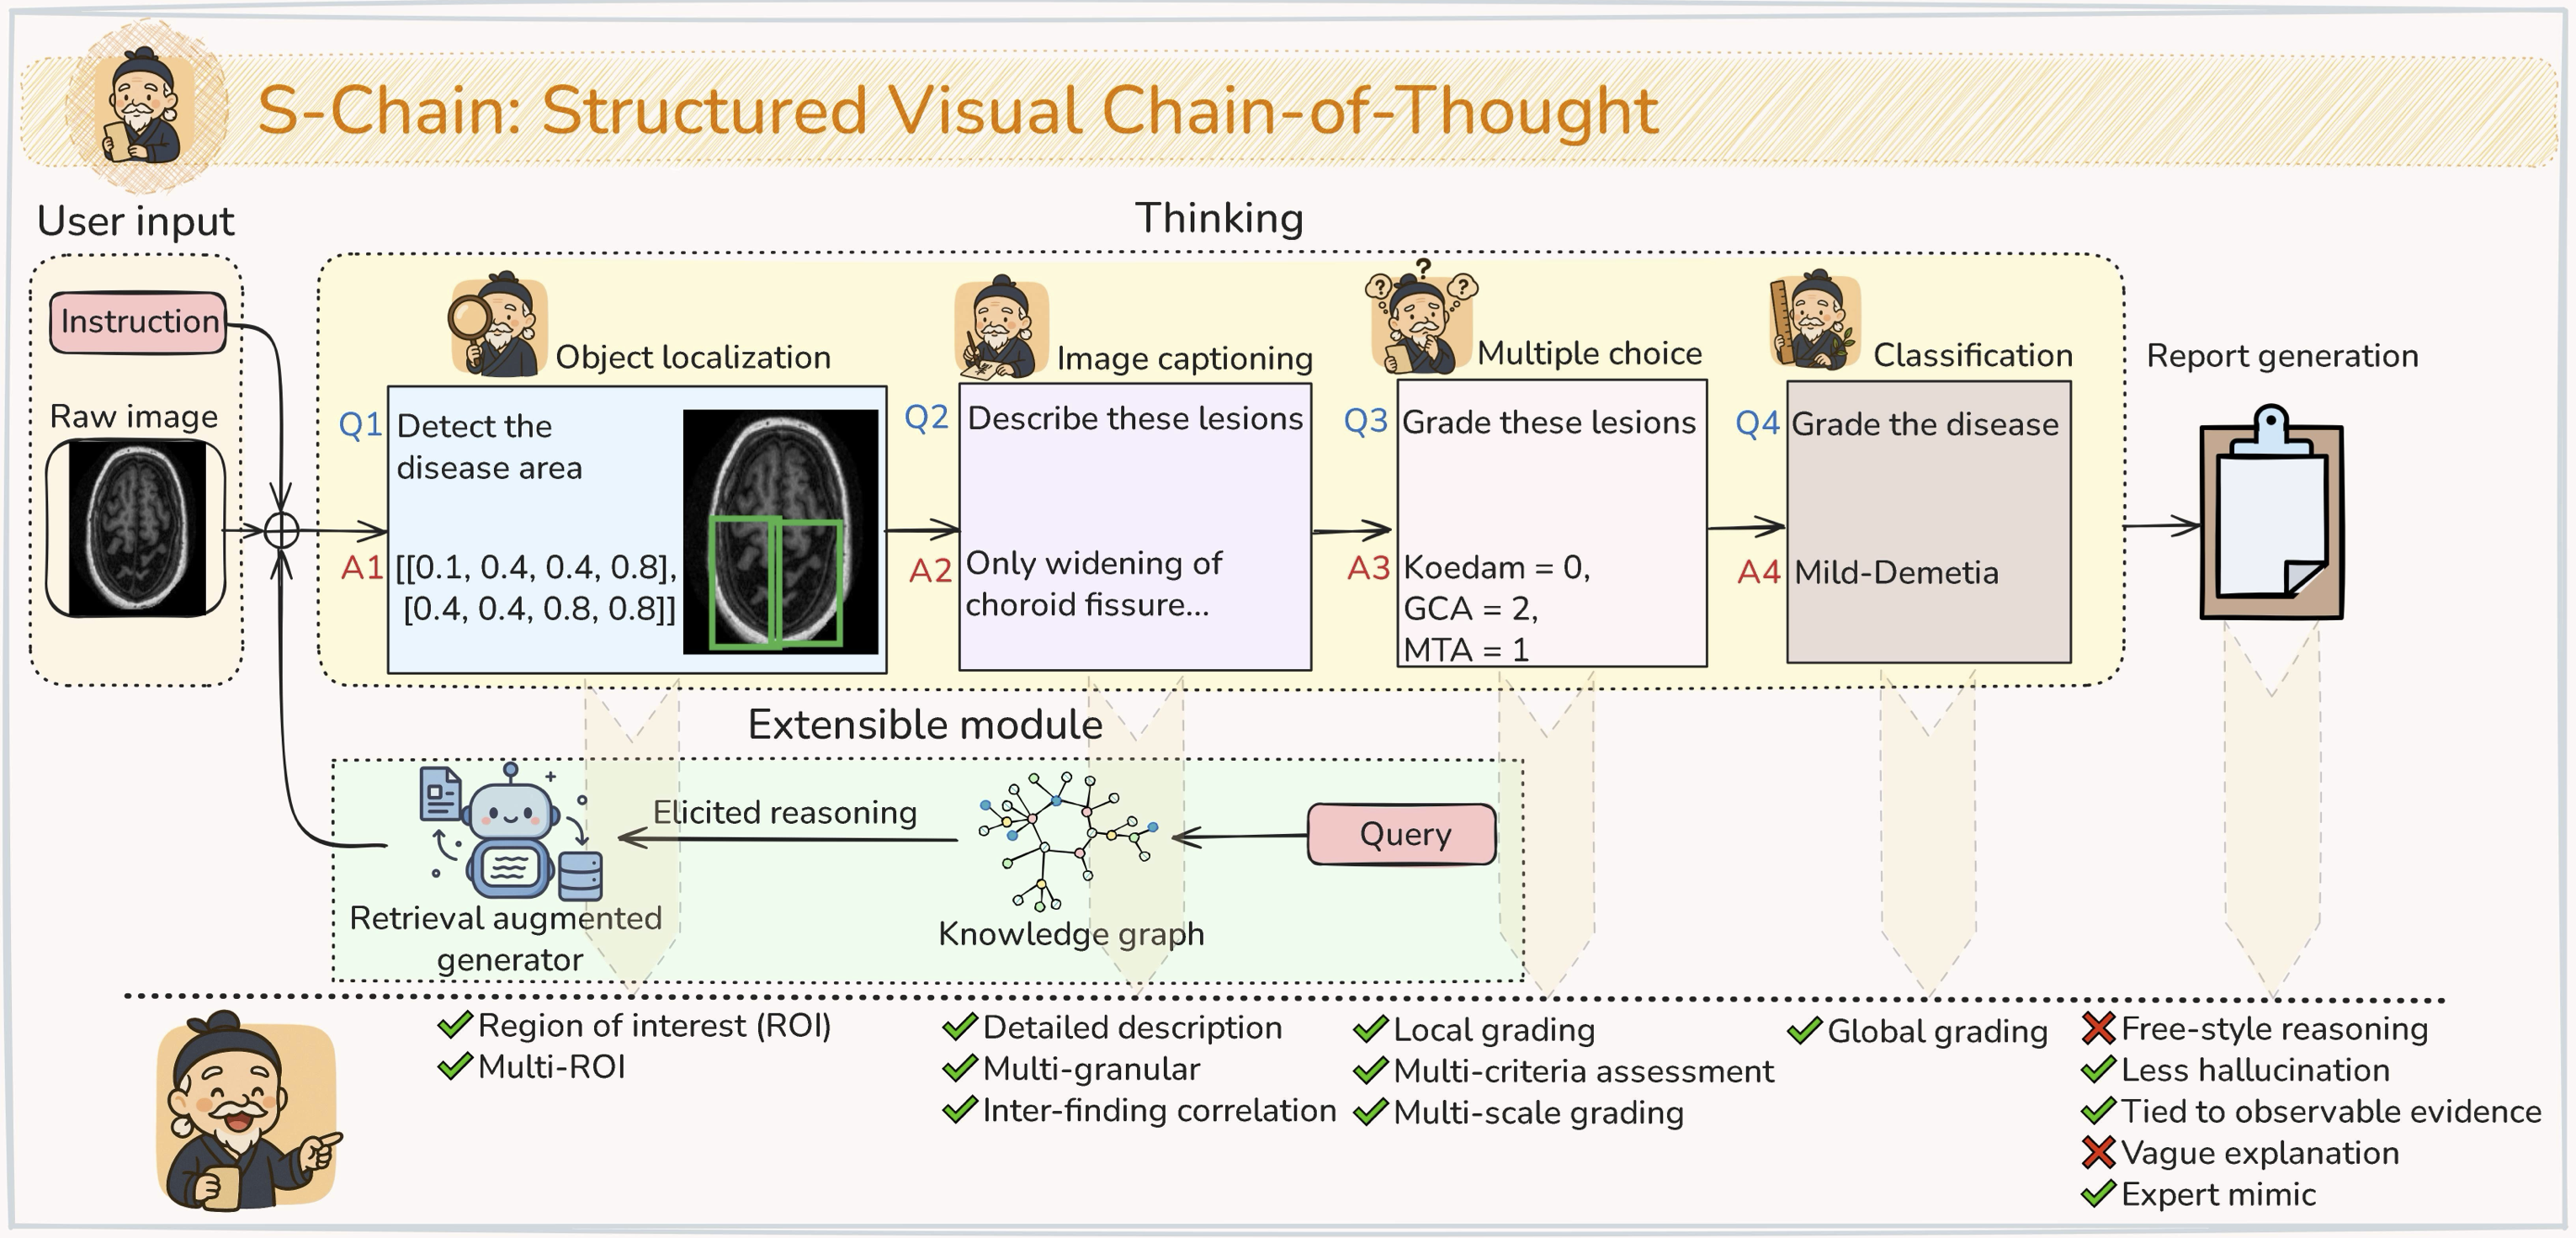 S-Chain: Structured Visual Chain-of-Thought
User input
Thinking
Instruction
Raw image
Object localization
Q1
Detect the
disease area
A1
[[0.1, 0.4, 0.4, 0.8],
[0.4, 0.4, 0.8, 0.8]]
Image captioning
Q2
Describe these lesions
A2
Only widening of
choroid fissure...
?
?
?
Multiple choice
Q3
Grade these lesions
A3
Koedam = 0,
GCA = 2,
MTA = 1
Classification
Q4
Grade the disease
A4
Mild-Demetia
Report generation
Extensible module
Retrieval augmented
generator
Elicited reasoning
Knowledge graph
Query
Region of interest (ROI)
Multi-ROI
Detailed description
Multi-granular
Inter-finding correlation
Local grading
Multi-criteria assessment
Multi-scale grading
Global grading
Free-style reasoning
Less hallucination
Tied to observable evidence
Vague explanation
Expert mimic